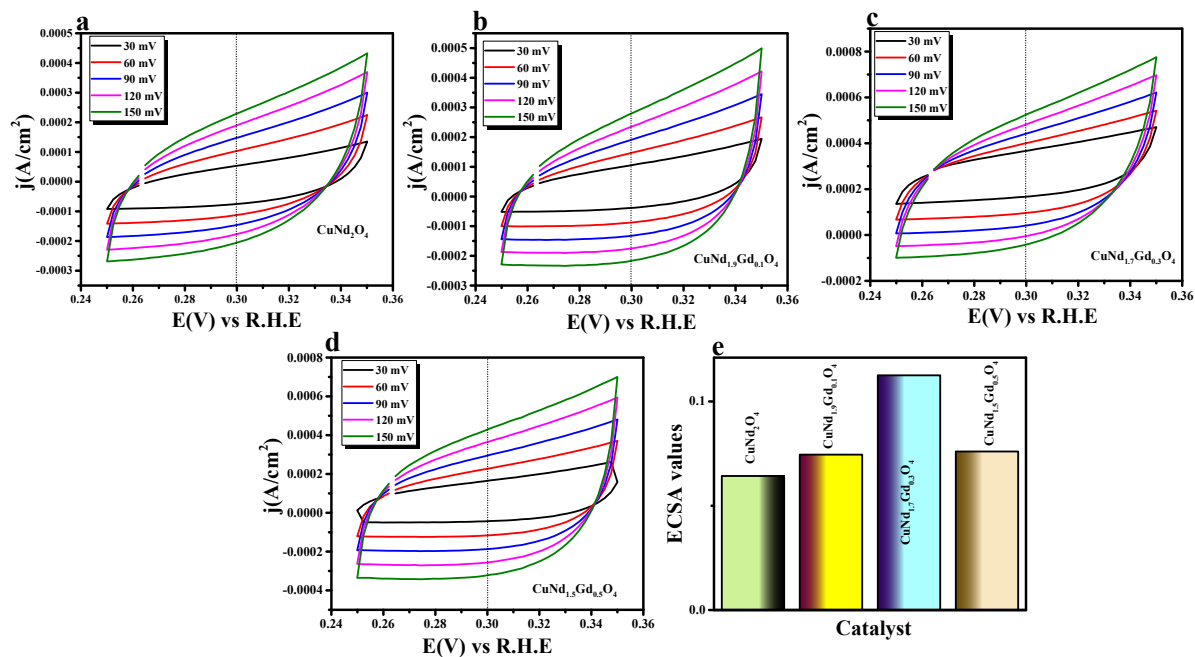 a
j(A/cm²)
0.0005
0.0004
0.0003
0.0002
0.0001
0.0000
-0.0001
-0.0002
-0.0003
30 mV
60 mV
90 mV
120 mV
150 mV
CuNd₂O₄
0.24 0.26 0.28 0.30 0.32 0.34 0.36
E(V) vs R.H.E
b
j(A/cm²)
0.0005
0.0004
0.0003
0.0002
0.0001
0.0000
-0.0001
-0.0002
-0.0003
30 mV
60 mV
90 mV
120 mV
150 mV
CuNd₁.₉Gd₀.₁O₄
0.24 0.26 0.28 0.30 0.32 0.34 0.36
E(V) vs R.H.E
c
j(A/cm²)
0.0008
0.0006
0.0004
0.0002
0.0000
-0.0002
30 mV
60 mV
90 mV
120 mV
150 mV
CuNd₁.₇Gd₀.₃O₄
0.24 0.26 0.28 0.30 0.32 0.34 0.36
E(V) vs R.H.E
d
j(A/cm²)
0.0008
0.0006
0.0004
0.0002
0.0000
-0.0002
-0.0004
30 mV
60 mV
90 mV
120 mV
150 mV
CuNd₁.₅Gd₀.₅O₄
0.24 0.26 0.28 0.30 0.32 0.34 0.36
E(V) vs R.H.E
e
ECSA values
0.1
0.0
CuNd₂O₄
CuNd₁.₉Gd₀.₁O₄
CuNd₁.₇Gd₀.₃O₄
CuNd₁.₅Gd₀.₅O₄
Catalyst